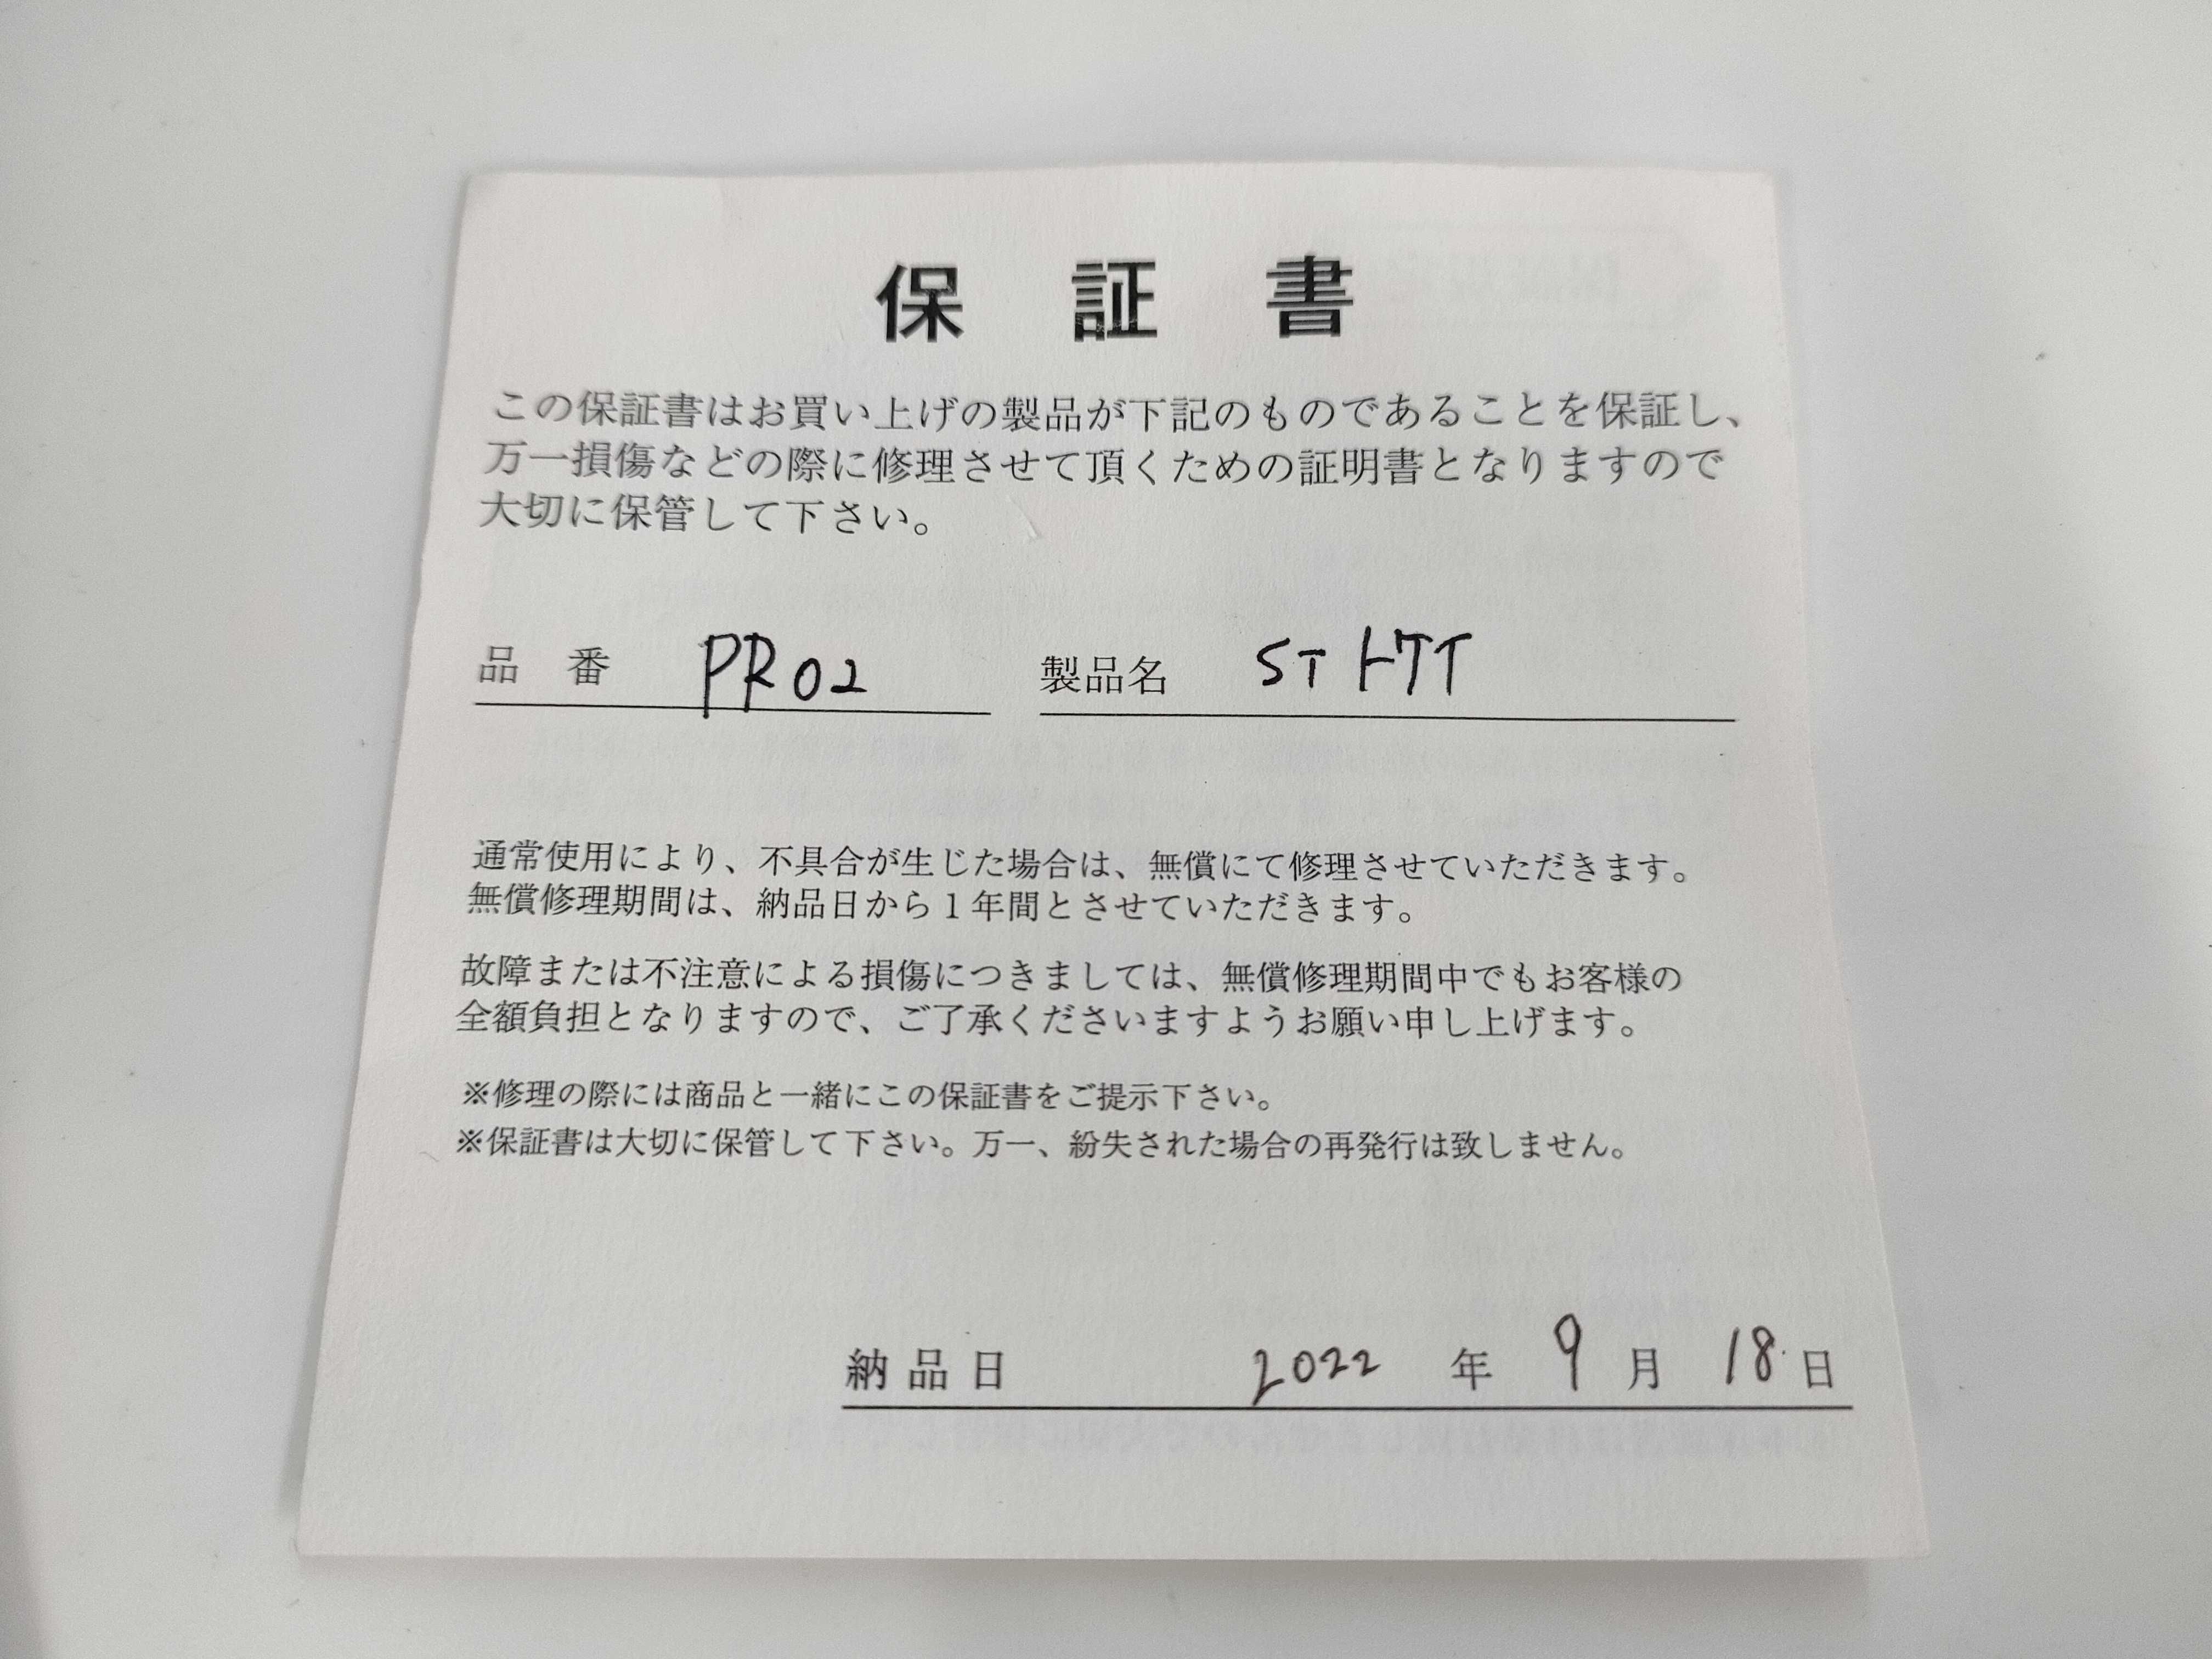 保証書
この保証書はお買い上げの製品が下記のものであることを保証し、
万一損傷などの際に修理させて頂くための証明書となりますので
大切に保管して下さい。
品番 PR02 製品名 ST
通常使用により、不具合が生じた場合は、無償にて修理させていただきます。
無償修理期間は、納品日から1年間とさせていただきます。
故障または不注意による損傷につきましては、無償修理期間中でもお客様の
全額負担となりますので、ご了承くださいますようお願い申し上げます。
※修理の際には商品と一緒にこの保証書をご提示下さい。
※保証書は大切に保管して下さい。万一、紛失された場合の再発行は致しません。
納品日 2022 年 9 月 18 日